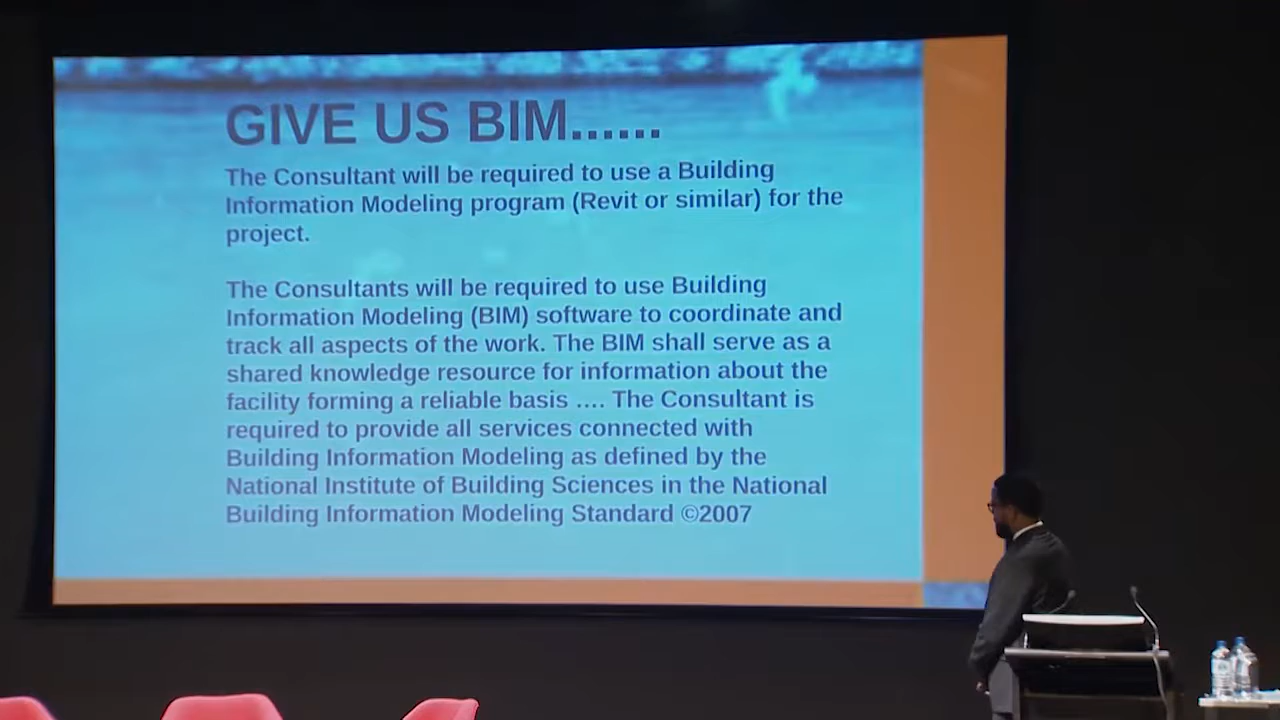 GIVE US BIM......
The Consultant will be required to use a Building
Information Modeling program (Revit or similar) for the
project.
The Consultants will be required to use Building
Information Modeling (BIM) software to coordinate and
track all aspects of the work. The BIM shall serve as a
shared knowledge resource for information about the
facility forming a reliable basis .... The Consultant is
required to provide all services connected with
Building Information Modeling as defined by the
National Institute of Building Sciences in the National
Building Information Modeling Standard ©2007